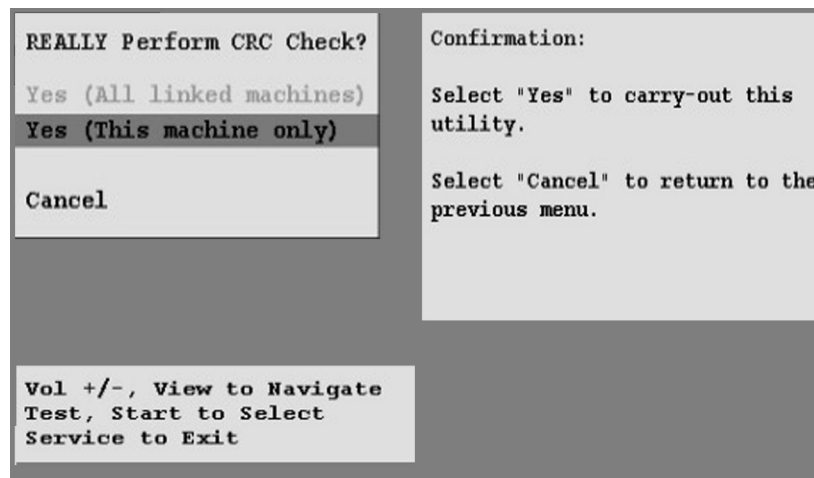 REALLY Perform CRC Check?
Yes (All linked machines)
Yes (This machine only)
Cancel
Confirmation:
Select "Yes" to carry-out this
utility.
Select "Cancel" to return to the
previous menu.
Vol +/-, View to Navigate
Test, Start to Select
Service to Exit